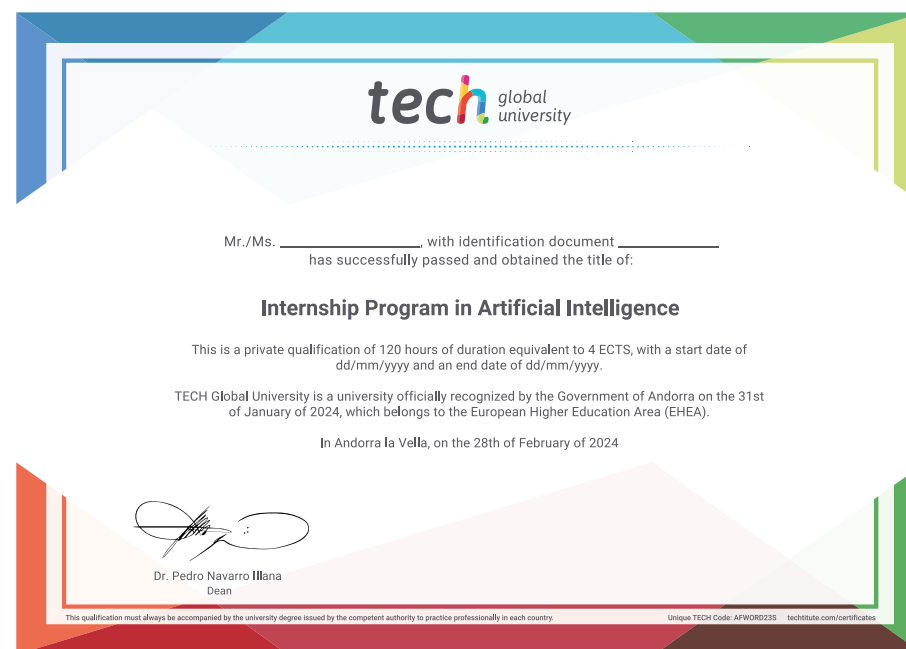 tech global university
Mr./Ms. ____________________, with identification document ______________
has successfully passed and obtained the title of:
Internship Program in Artificial Intelligence
This is a private qualification of 120 hours of duration equivalent to 4 ECTS, with a start date of
dd/mm/yyyy and an end date of dd/mm/yyyy.
TECH Global University is a university officially recognized by the Government of Andorra on the 31st
of January of 2024, which belongs to the European Higher Education Area (EHEA).
In Andorra la Vella, on the 28th of February of 2024
Dr. Pedro Navarro Illana
Dean
This qualification must always be accompanied by the university degree issued by the competent authority to practice professionally in each country.
Unique TECH Code: AFWORD23S techtitute.com/certificates